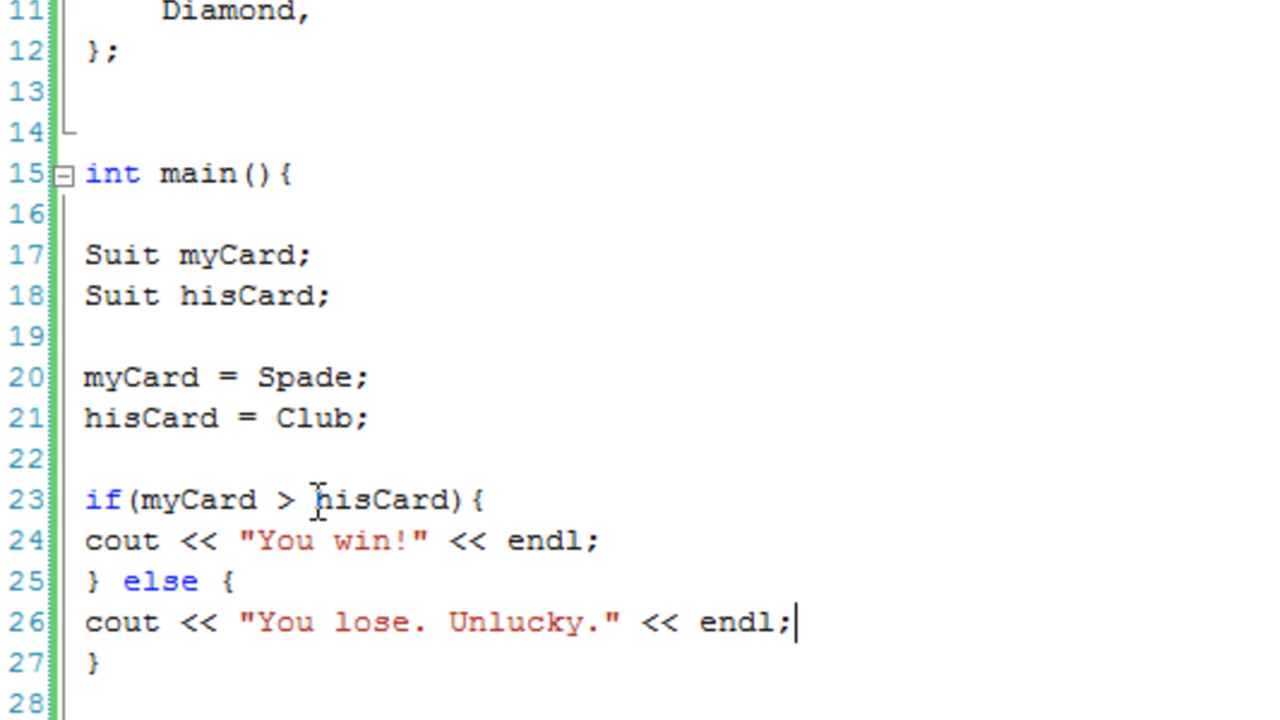 11 Diamond,
12 };
13
14
15 int main(){
16
17 Suit myCard;
18 Suit hisCard;
19
20 myCard = Spade;
21 hisCard = Club;
22
23 if(myCard > hisCard){
24 cout << "You win!" << endl;
25 } else {
26 cout << "You lose. Unlucky." << endl;
27 }
28